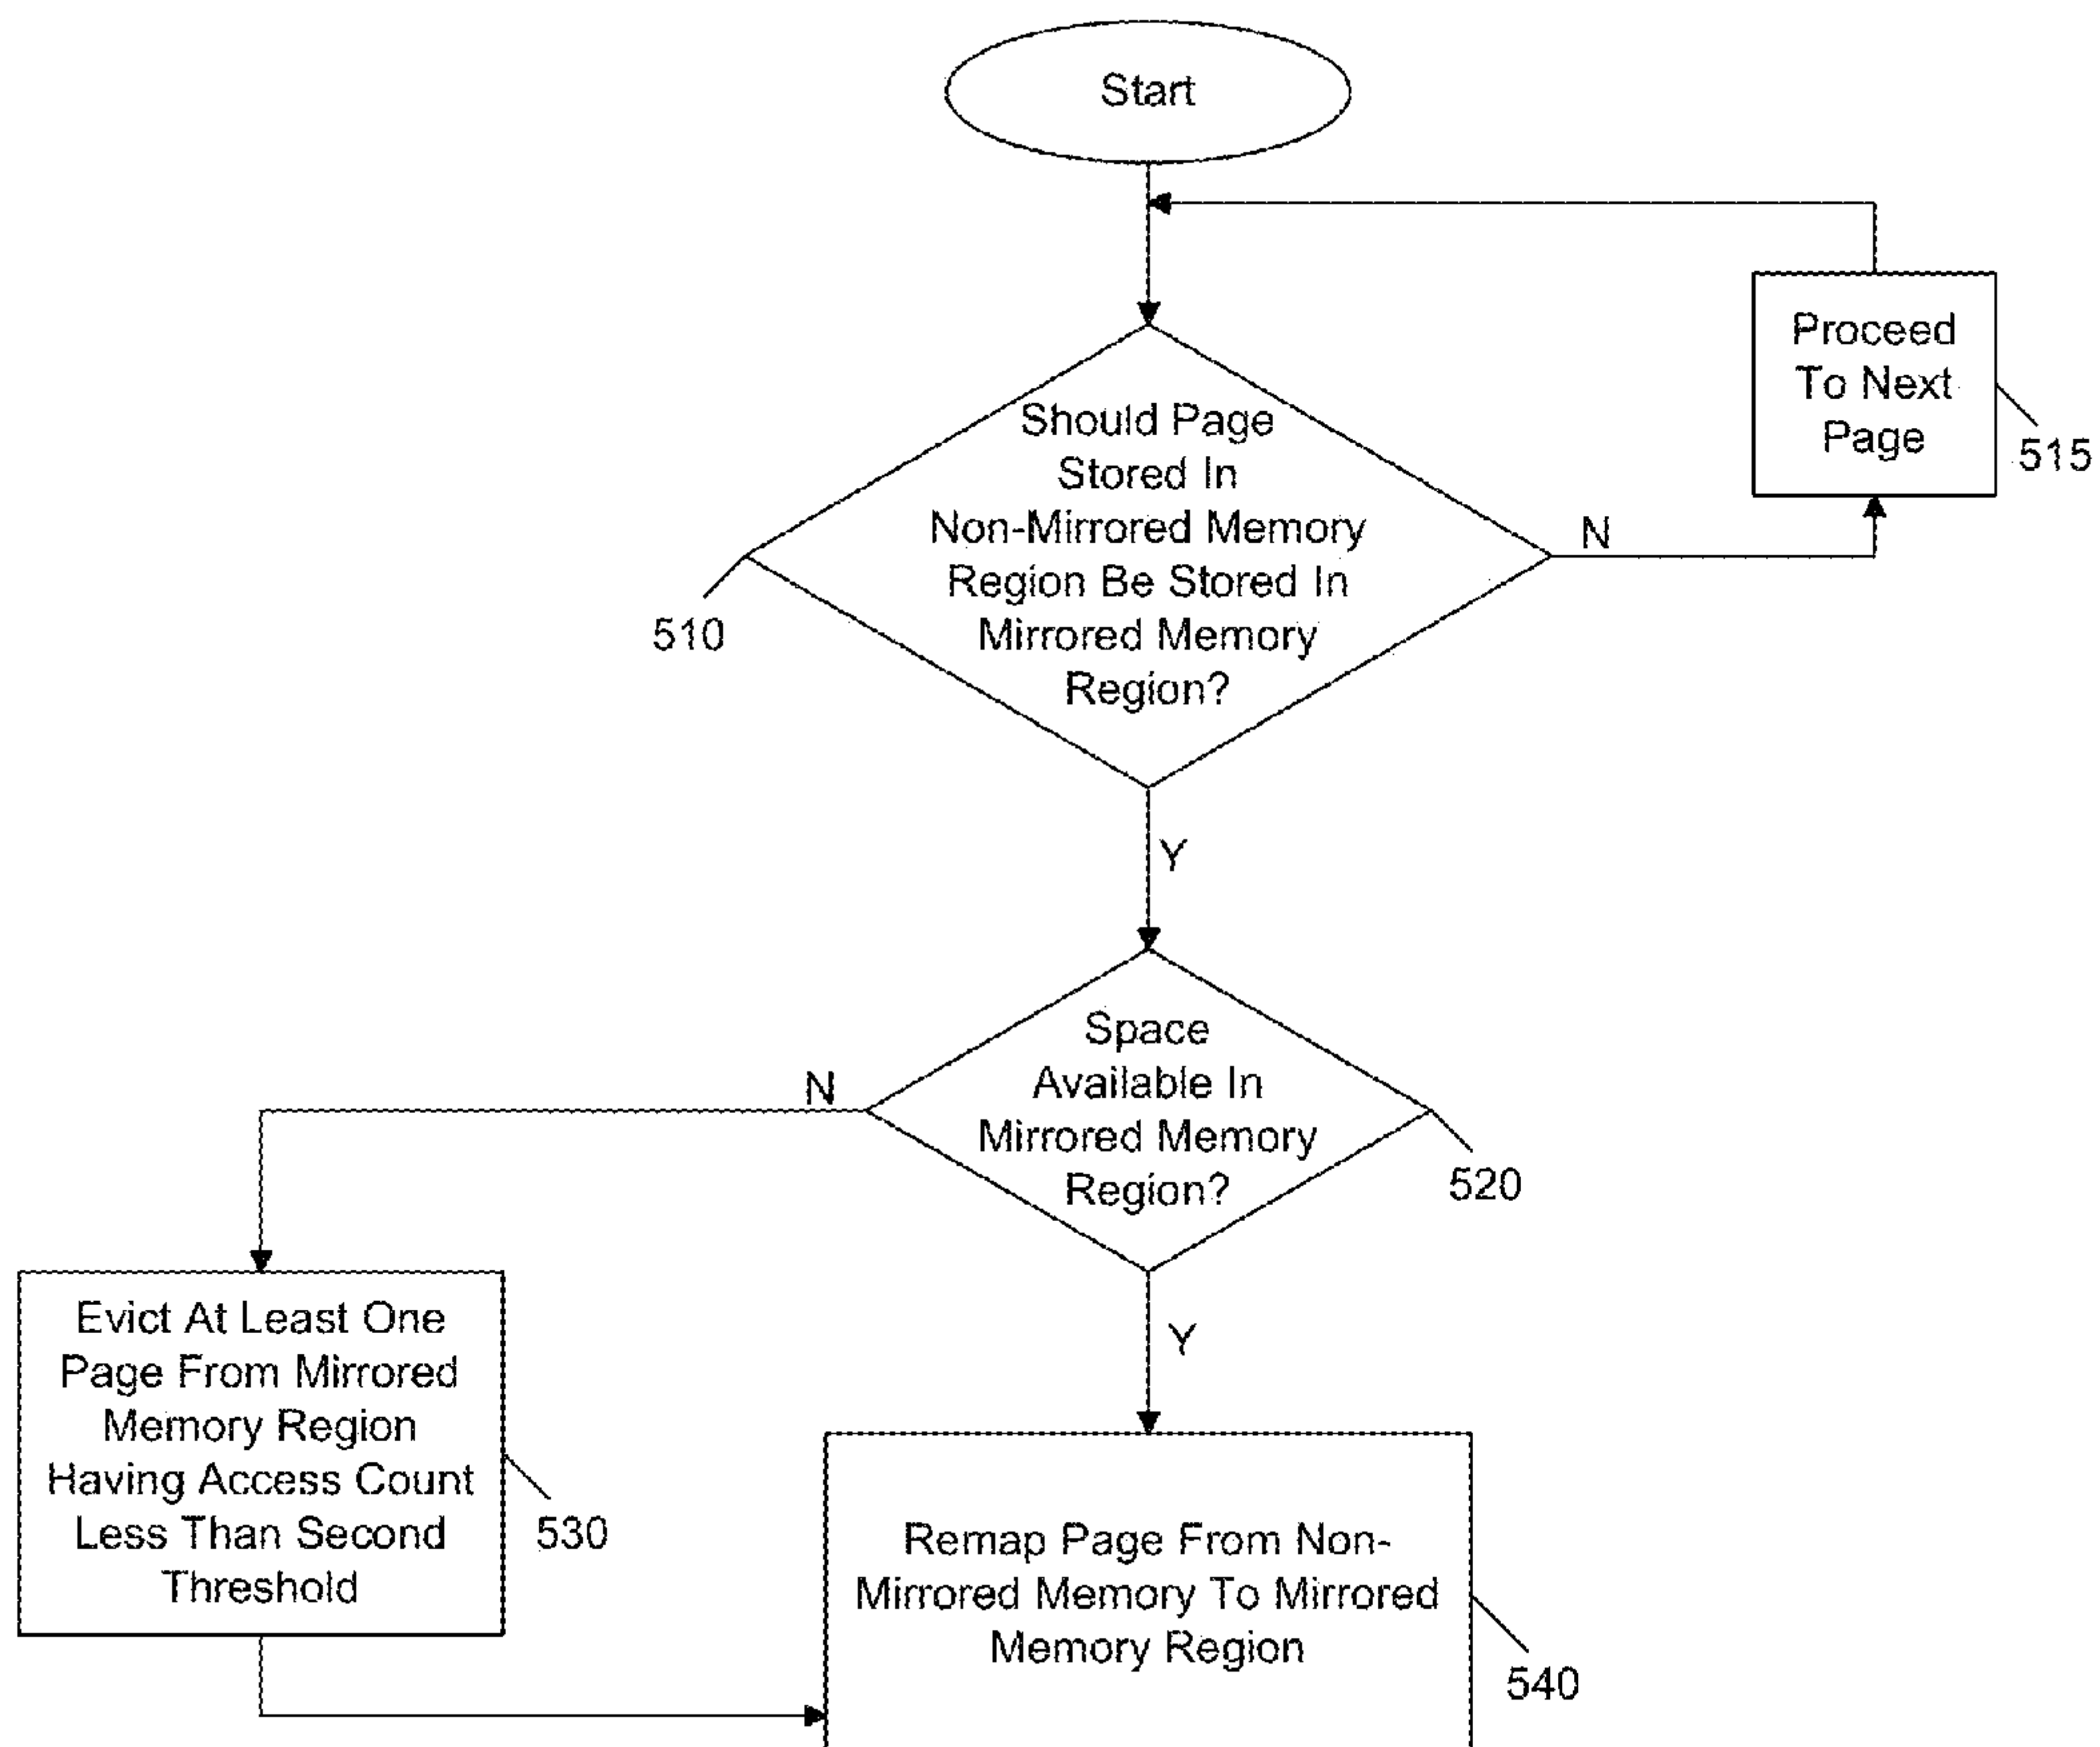 Start
Proceed
To Next
Page
515
Should Page
Stored In
Non-Mirrored Memory
Region Be Stored In
Mirrored Memory
Region?
N
510
Y
Space
Available In
Mirrored Memory
Region?
N
520
Y
Evict At Least One
Page From Mirrored
Memory Region
Having Access Count
Less Than Second
Threshold
530
Remap Page From Non-
Mirrored Memory To Mirrored
Memory Region
540